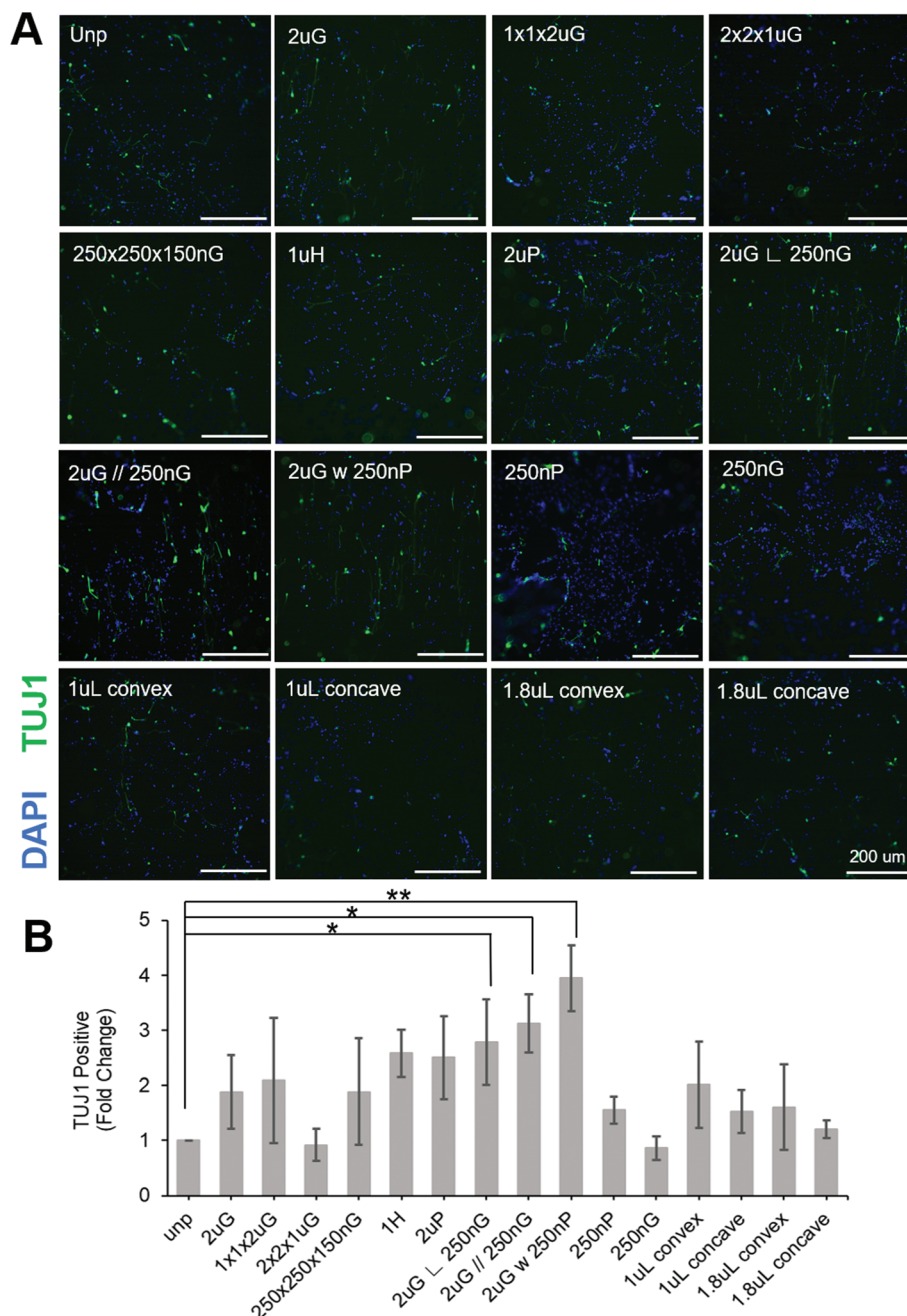 A
Unp
2uG
1x1x2uG
2x2x1uG
250x250x150nG
1uH
2uP
2uG ∟ 250nG
2uG // 250nG
2uG w 250nP
250nP
250nG
1uL convex
1uL concave
1.8uL convex
1.8uL concave
200 um
DAPI TUJ1
B
**
*
*
TUJ1 Positive
(Fold Change)
5
4
3
2
1
0
unp
2uG
1x1x2uG
2x2x1uG
250x250x150nG
1H
2uP
2uG ∟ 250nG
2uG // 250nG
2uG w 250nP
250nP
250nG
1uL convex
1uL concave
1.8uL convex
1.8uL concave